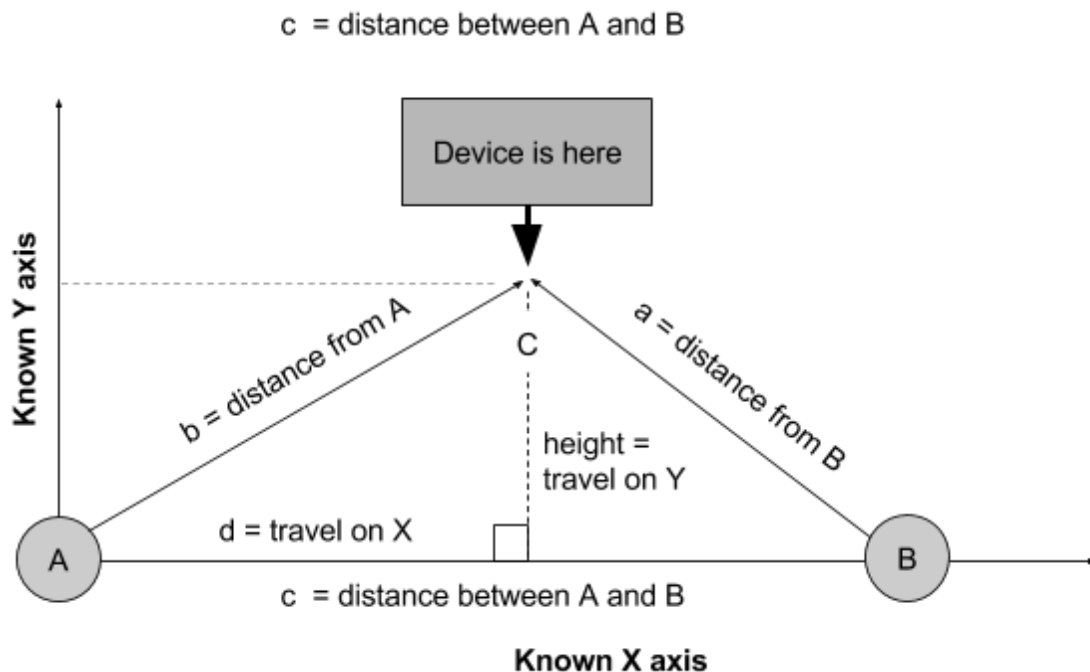 c  = distance between A and B
Device is here
Known Y axis
b = distance from A
C
a = distance from B
height =
travel on Y
d = travel on X
A
B
c  = distance between A and B
Known X axis